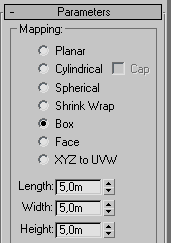 - Parameters
Mapping:
Planar
Cylindrical Cap
Spherical
Shrink Wrap
Box
Face
XYZ to UVW
Length: 5,0m
Width: 5,0m
Height: 5,0m